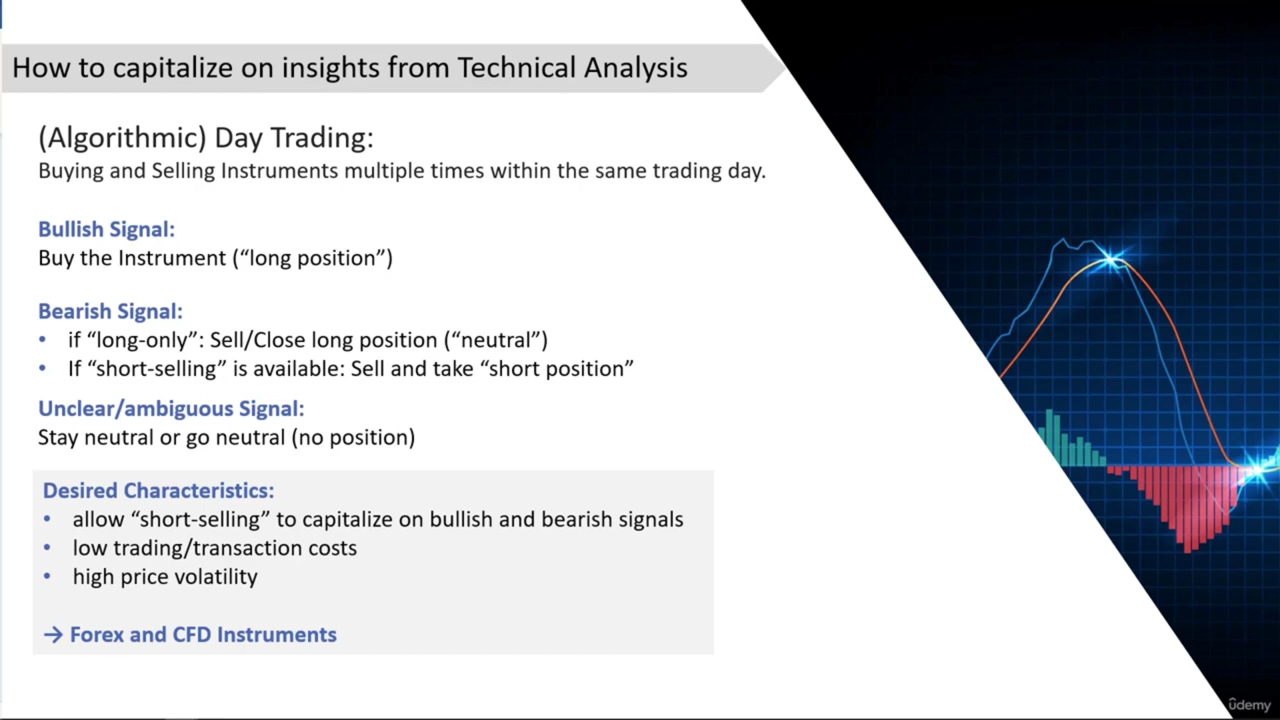 How to capitalize on insights from Technical Analysis
(Algorithmic) Day Trading:
Buying and Selling Instruments multiple times within the same trading day.
Bullish Signal:
Buy the Instrument (“long position”)
Bearish Signal:
• if “long-only”: Sell/Close long position (“neutral”)
• If “short-selling” is available: Sell and take “short position”
Unclear/ambiguous Signal:
Stay neutral or go neutral (no position)
Desired Characteristics:
• allow “short-selling” to capitalize on bullish and bearish signals
• low trading/transaction costs
• high price volatility
→ Forex and CFD Instruments
ûdemy